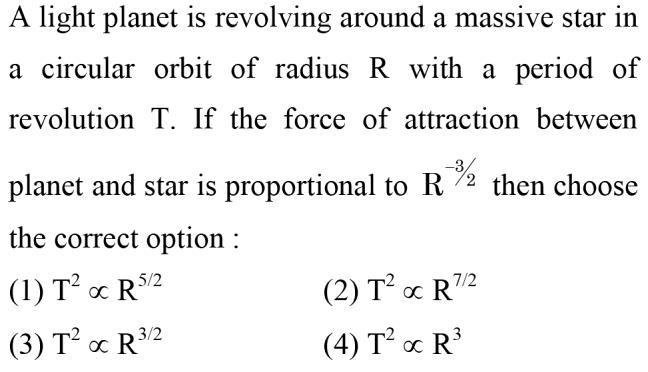 A light planet is revolving around a massive star in
a circular orbit of radius R with a period of
revolution T. If the force of attraction between
planet and star is proportional to R^{-3/2} then choose
the correct option :
(1) T² ∝ R^{5/2} (2) T² ∝ R^{7/2}
(3) T² ∝ R^{3/2} (4) T² ∝ R³